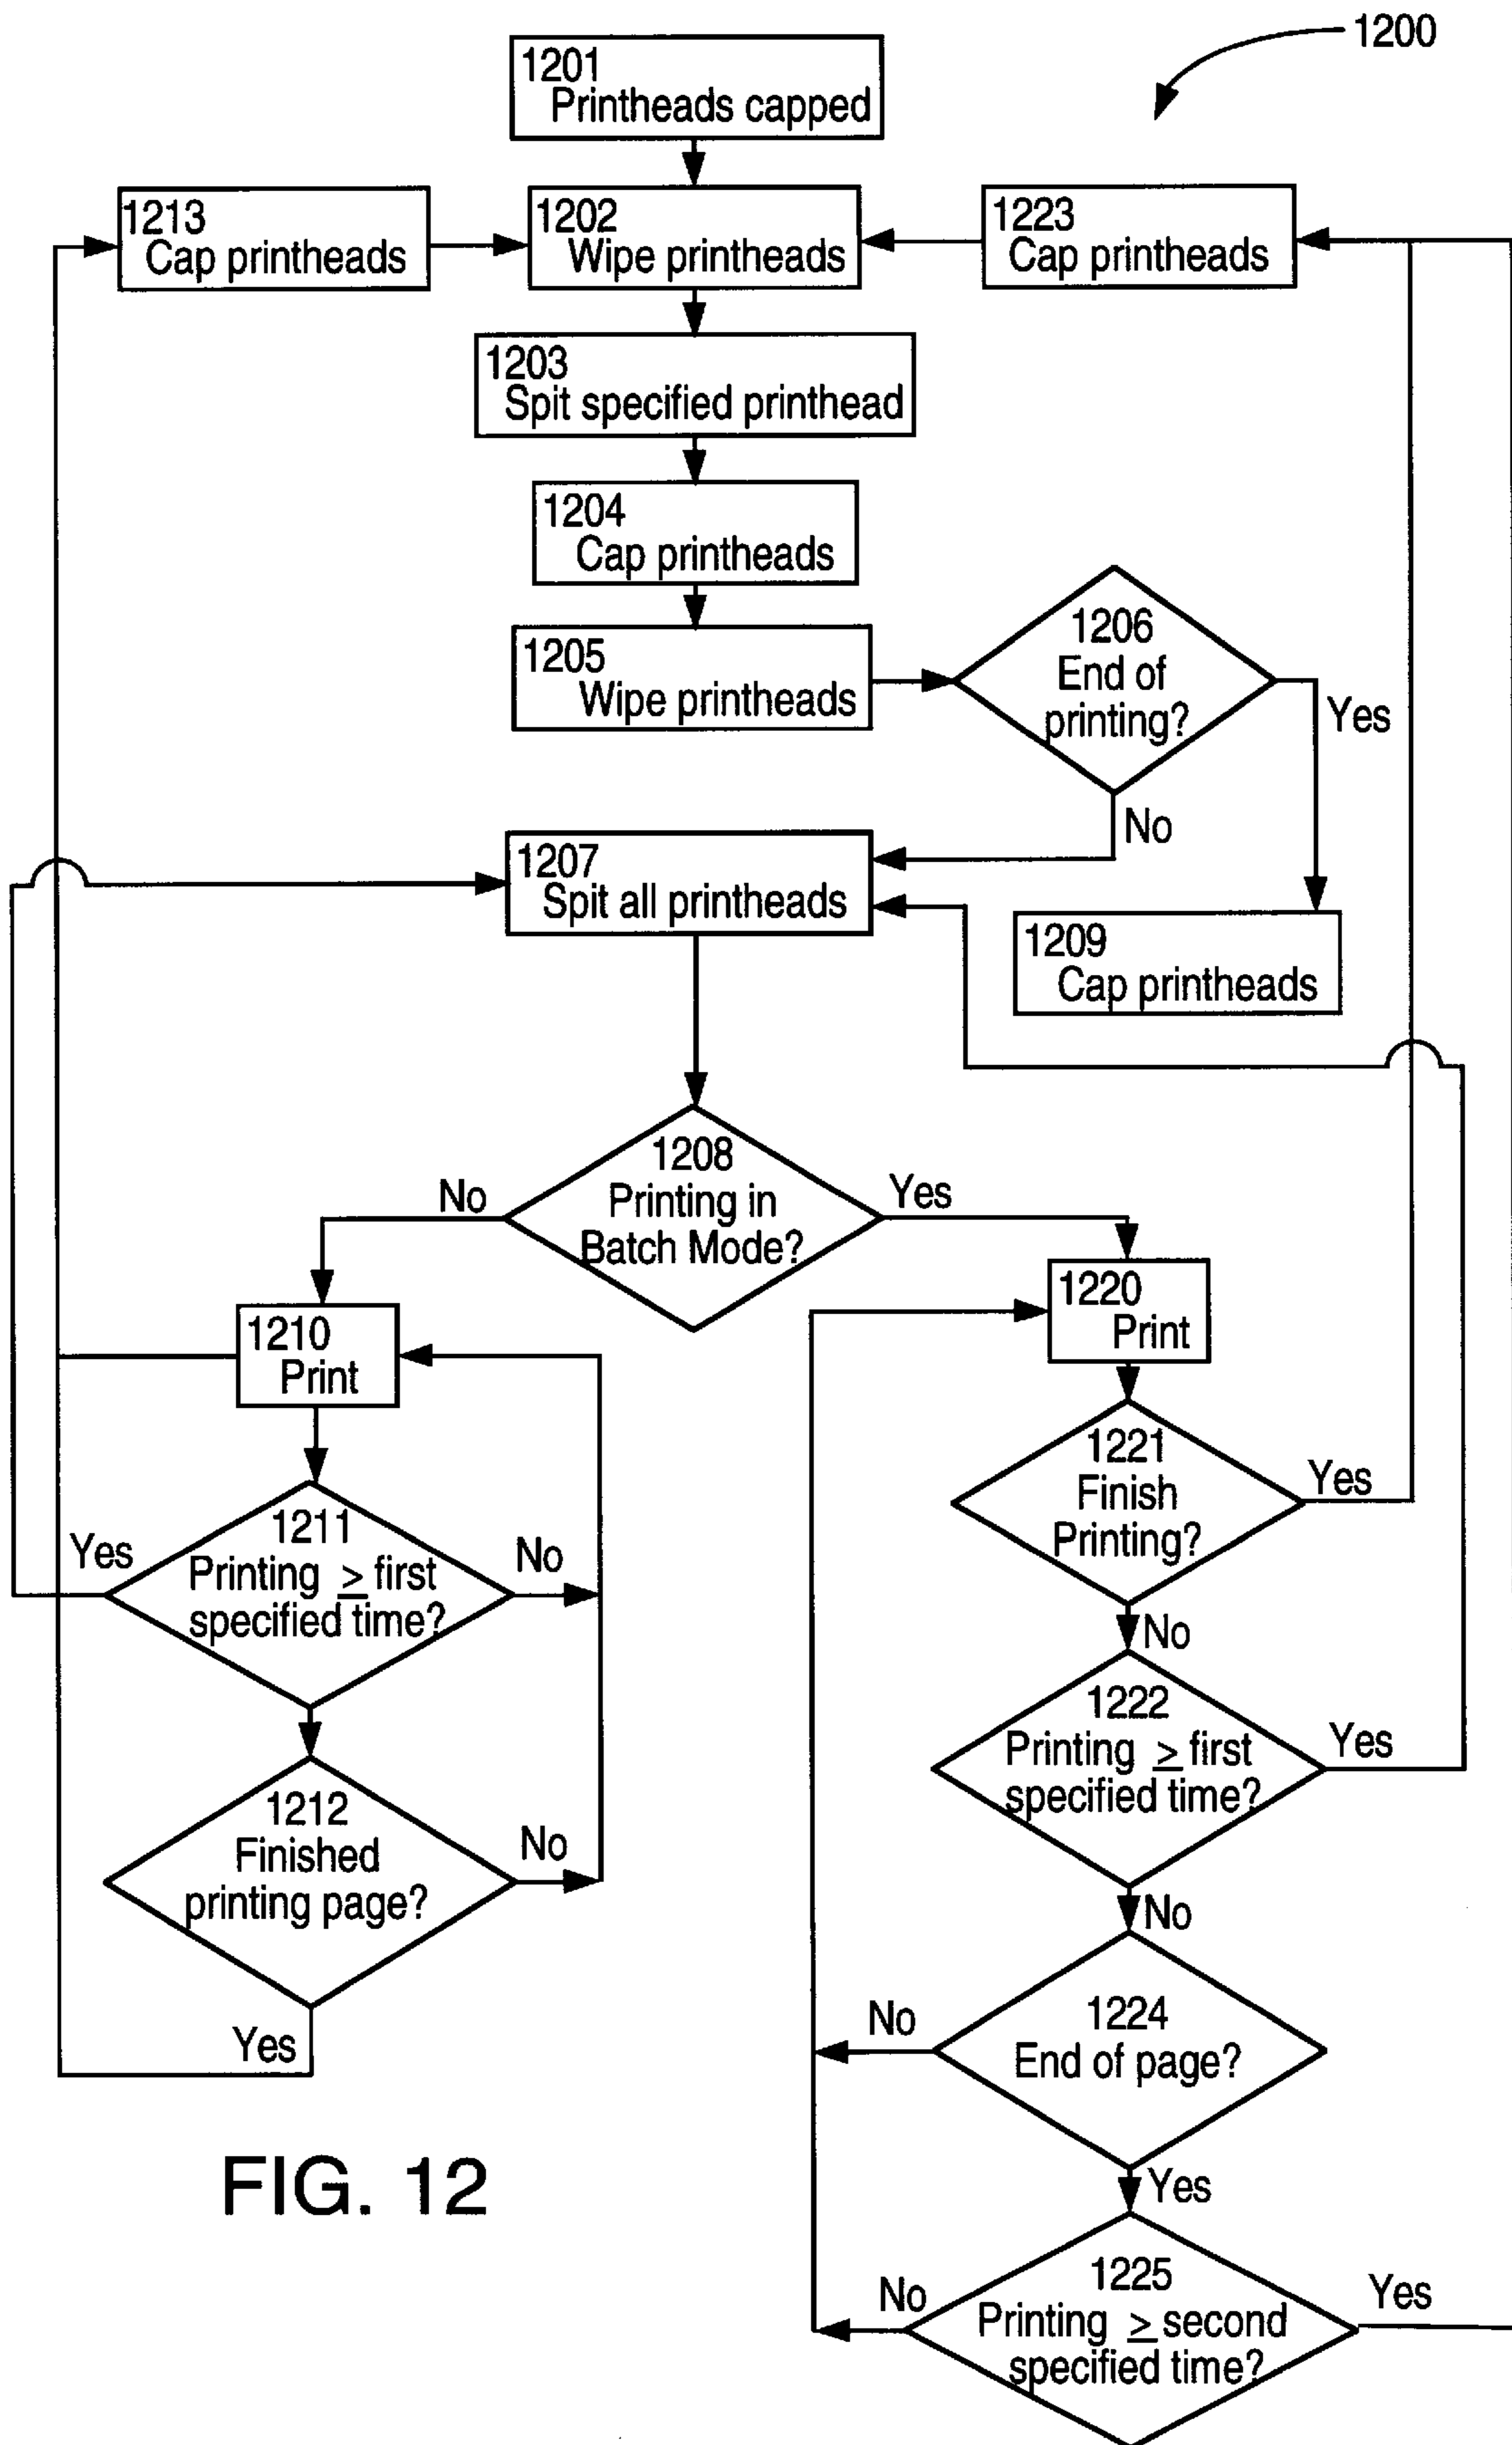 1200
1201
Printheads capped
1213
Cap printheads
1202
Wipe printheads
1223
Cap printheads
1203
Spit specified printhead
1204
Cap printheads
1205
Wipe printheads
1206
End of
printing?
Yes
No
1207
Spit all printheads
1209
Cap printheads
1208
Printing in
Batch Mode?
No
Yes
1210
Print
1220
Print
1211
Printing ≥ first
specified time?
Yes
No
1221
Finish
Printing?
Yes
No
1212
Finished
printing page?
No
Yes
1222
Printing ≥ first
specified time?
Yes
No
1224
End of page?
No
Yes
1225
Printing ≥ second
specified time?
No
Yes
FIG. 12